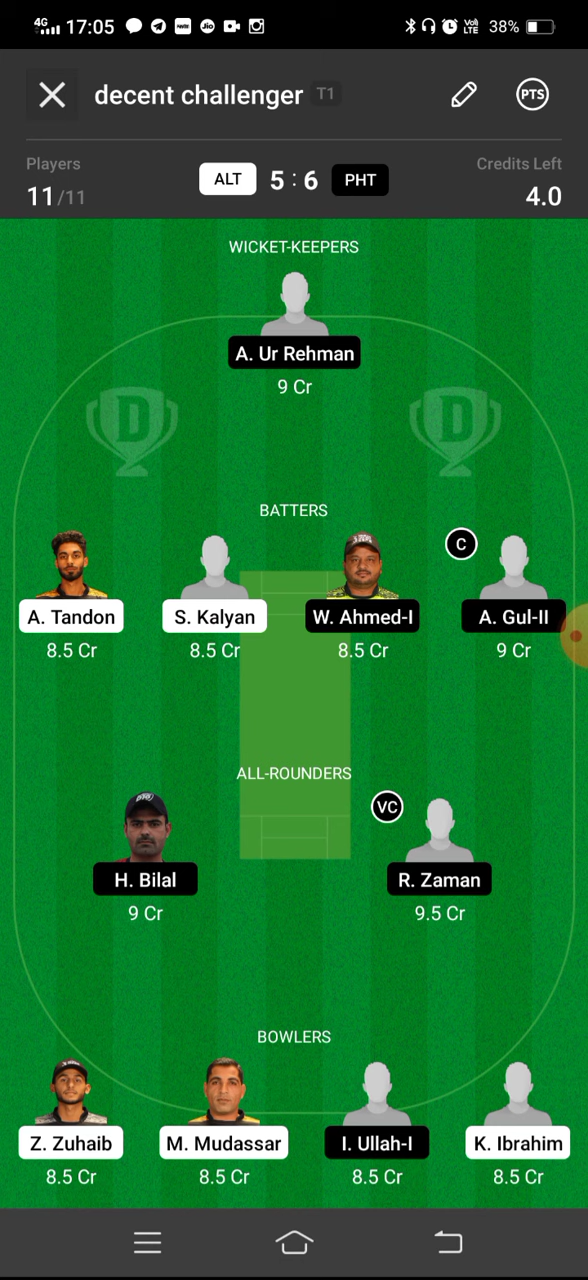 4G 17:05 Voll LTE 38%
decent challenger T1 PTS
Players Credits Left
ALT 5 : 6 PHT
11/11 4.0
WICKET-KEEPERS
A. Ur Rehman
9 Cr
D D
BATTERS
C
A. Tandon S. Kalyan W. Ahmed-I A. Gul-II
8.5 Cr 8.5 Cr 8.5 Cr 9 Cr
ALL-ROUNDERS
VC
H. Bilal R. Zaman
9 Cr 9.5 Cr
BOWLERS
Z. Zuhaib M. Mudassar I. Ullah-I K. Ibrahim
8.5 Cr 8.5 Cr 8.5 Cr 8.5 Cr